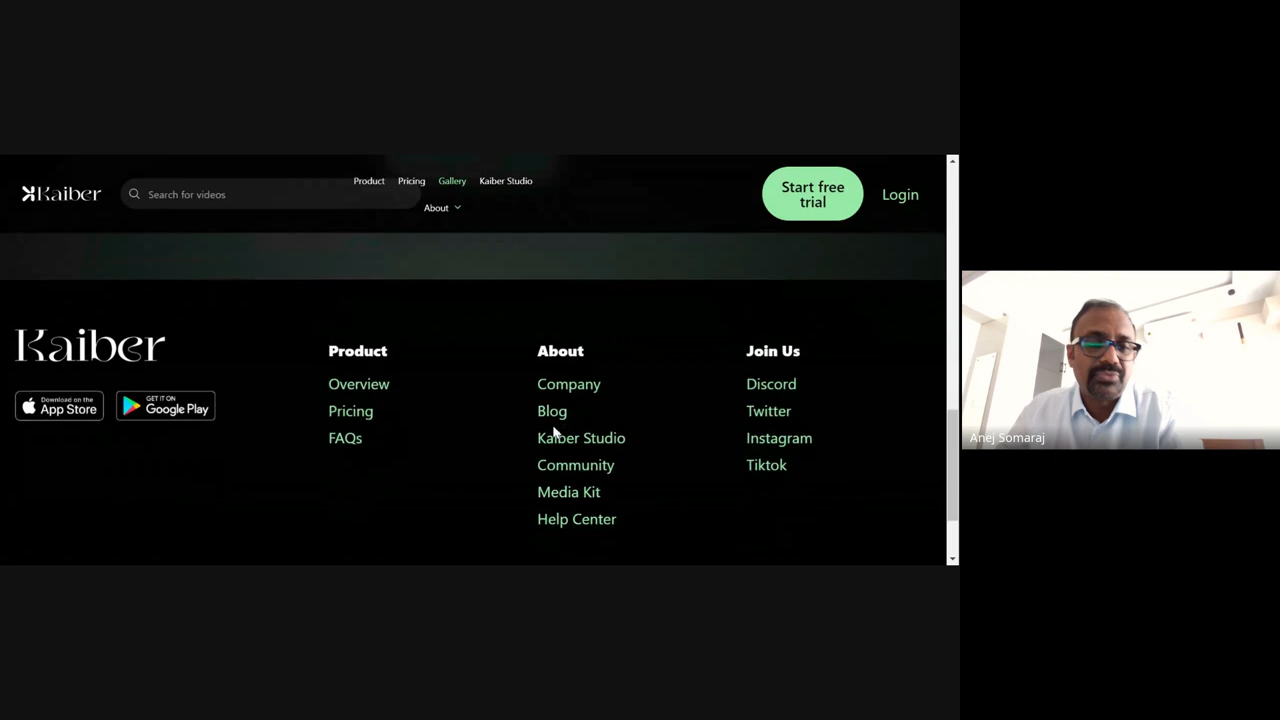 Product Pricing Gallery Kaiber Studio
Kaiber
Search for videos
About
Start free
trial
Login
Kaiber
Download on the
App Store
GET IT ON
Google Play
Product
Overview
Pricing
FAQs
About
Company
Blog
Kaiber Studio
Community
Media Kit
Help Center
Join Us
Discord
Twitter
Instagram
Tiktok
Anej Somaraj